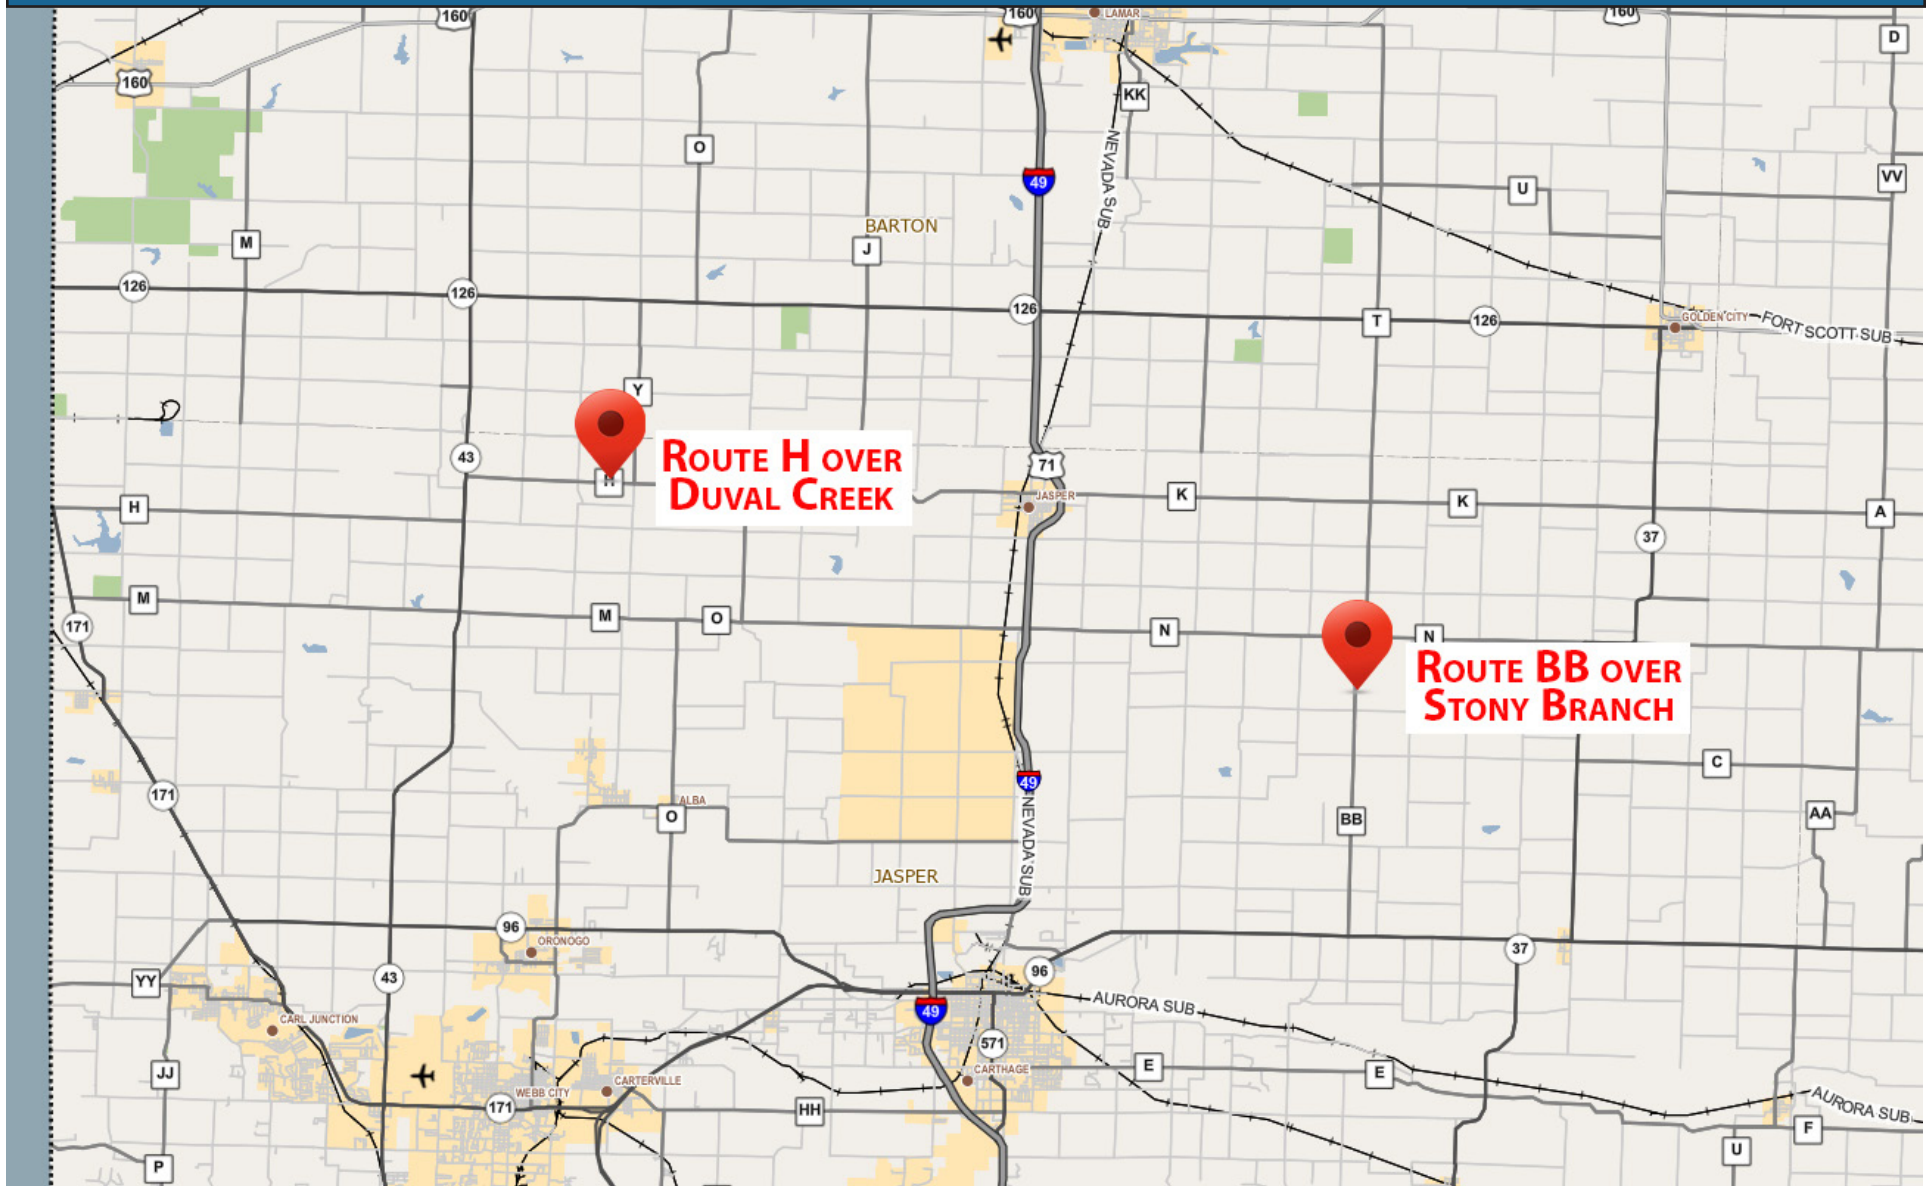 160
160
LAMAR
160
D
160
KK
O
NEVADA SUB
49
VV
U
BARTON
M
J
126
126
126
T
126
GOLDEN CITY
FORT SCOTT SUB
Y
43
ROUTE H OVER
DUVAL CREEK
H
71
JASPER
K
K
A
H
37
M
M
O
N
N
171
ROUTE BB OVER
STONY BRANCH
C
49
171
ALBA
O
NEVADA SUB
BB
AA
JASPER
96
ORONOGO
43
37
YY
96
AURORA SUB
49
CARL JUNCTION
571
JJ
CARTHAGE
E
E
WEBB CITY
CARTERVILLE
171
HH
AURORA SUB
F
U
P